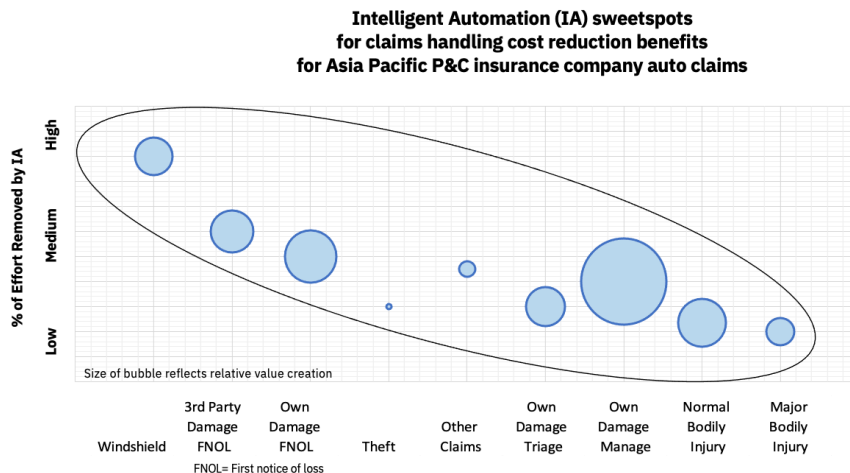 Intelligent Automation (IA) sweetspots
for claims handling cost reduction benefits
for Asia Pacific P&C insurance company auto claims
% of Effort Removed by IA
High
Medium
Low
Size of bubble reflects relative value creation
Windshield
3rd Party
Damage
FNOL
Own
Damage
FNOL
Theft
Other
Claims
Own
Damage
Triage
Own
Damage
Manage
Normal
Bodily
Injury
Major
Bodily
Injury
FNOL= First notice of loss